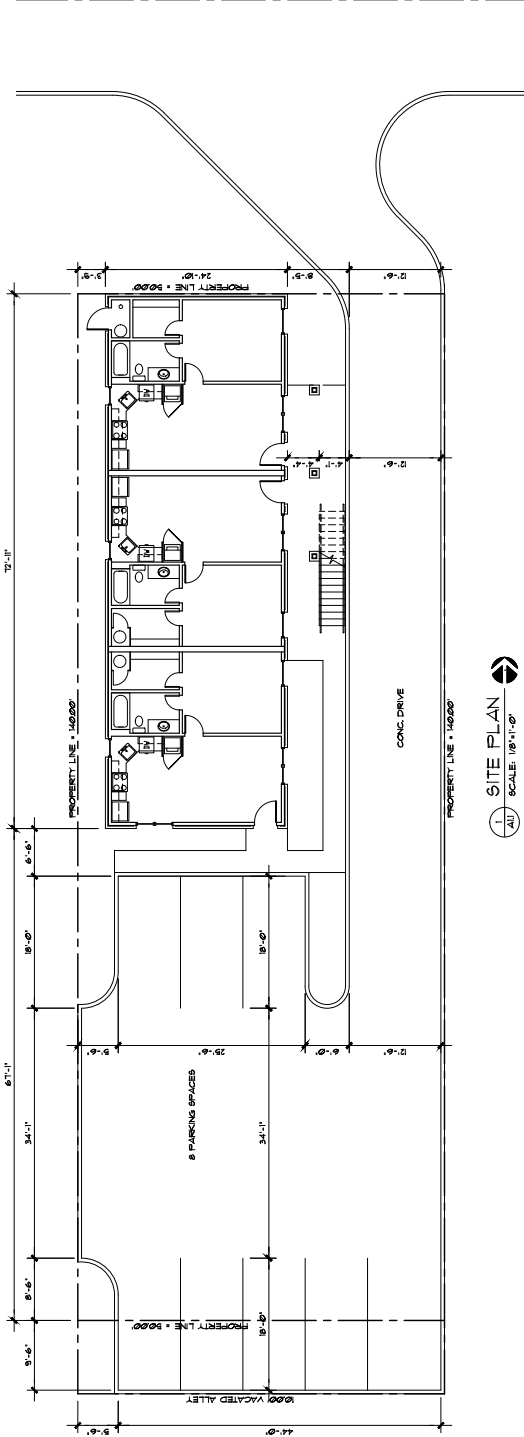 3'-9"
24'-10"
8'-5"
12'-6"
PROPERTY LINE = 50.00'
DW
4'-4"
4'-1"
12'-6"
DW
72'-11"
PROPERTY LINE = 140.00'
CONC. DRIVE
PROPERTY LINE = 140.00'
DW
1
A1.1
SITE PLAN
SCALE: 1/8"=1'-0"
6'-6"
18'-0"
18'-0"
5'-6"
25'-6"
6'-0"
12'-6"
67'-1"
8 PARKING SPACES
34'-1"
34'-1"
8'-6"
PROPERTY LINE = 50.00'
18'-0"
9'-6"
10.00' VACATED ALLEY
5'-6"
44'-0"